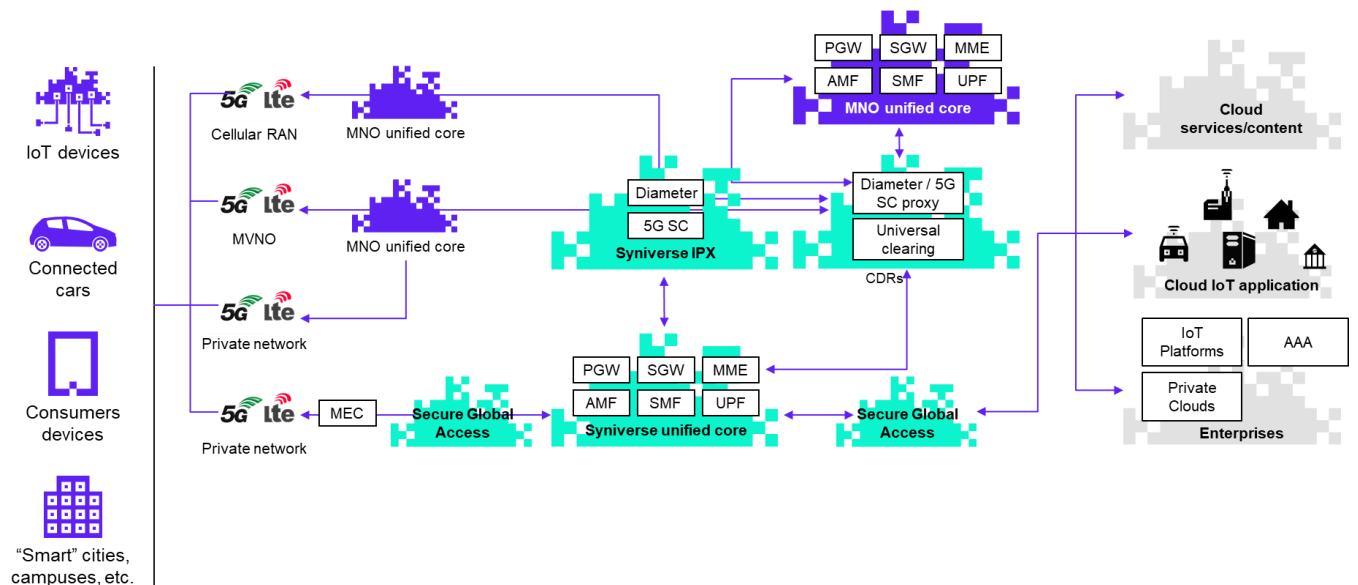 IoT devices
Connected
cars
Consumers
devices
“Smart” cities,
campuses, etc.
5G LTE
Cellular RAN
MNO unified core
5G LTE
MVNO
MNO unified core
5G LTE
Private network
5G LTE
Private network
MEC
Secure Global
Access
Diameter
5G SC
Syniverse IPX
PGW
SGW
MME
AMF
SMF
UPF
Syniverse unified core
PGW
SGW
MME
AMF
SMF
UPF
MNO unified core
Diameter / 5G
SC proxy
Universal
clearing
CDRs
Secure Global
Access
Cloud
services/content
Cloud IoT application
IoT
Platforms
AAA
Private
Clouds
Enterprises